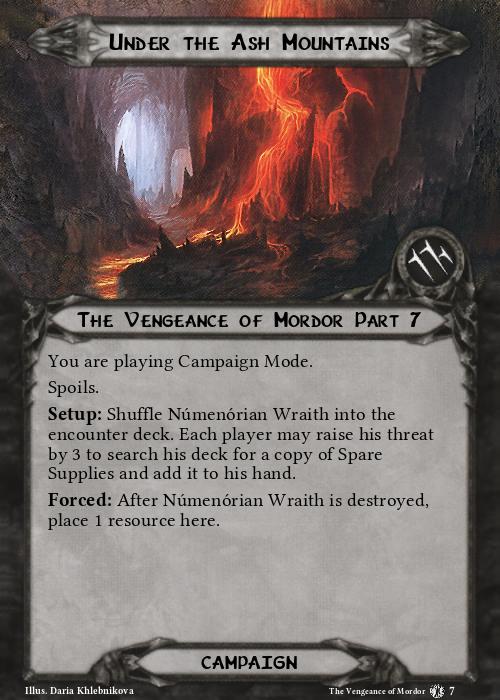 Under the Ash Mountains
The Vengeance of Mordor Part 7
You are playing Campaign Mode.
Spoils.
Setup: Shuffle Númenórian Wraith into the
encounter deck. Each player may raise his threat
by 3 to search his deck for a copy of Spare
Supplies and add it to his hand.
Forced: After Númenórian Wraith is destroyed,
place 1 resource here.
CAMPAIGN
Illus. Daria Khlebnikova
The Vengeance of Mordor 7